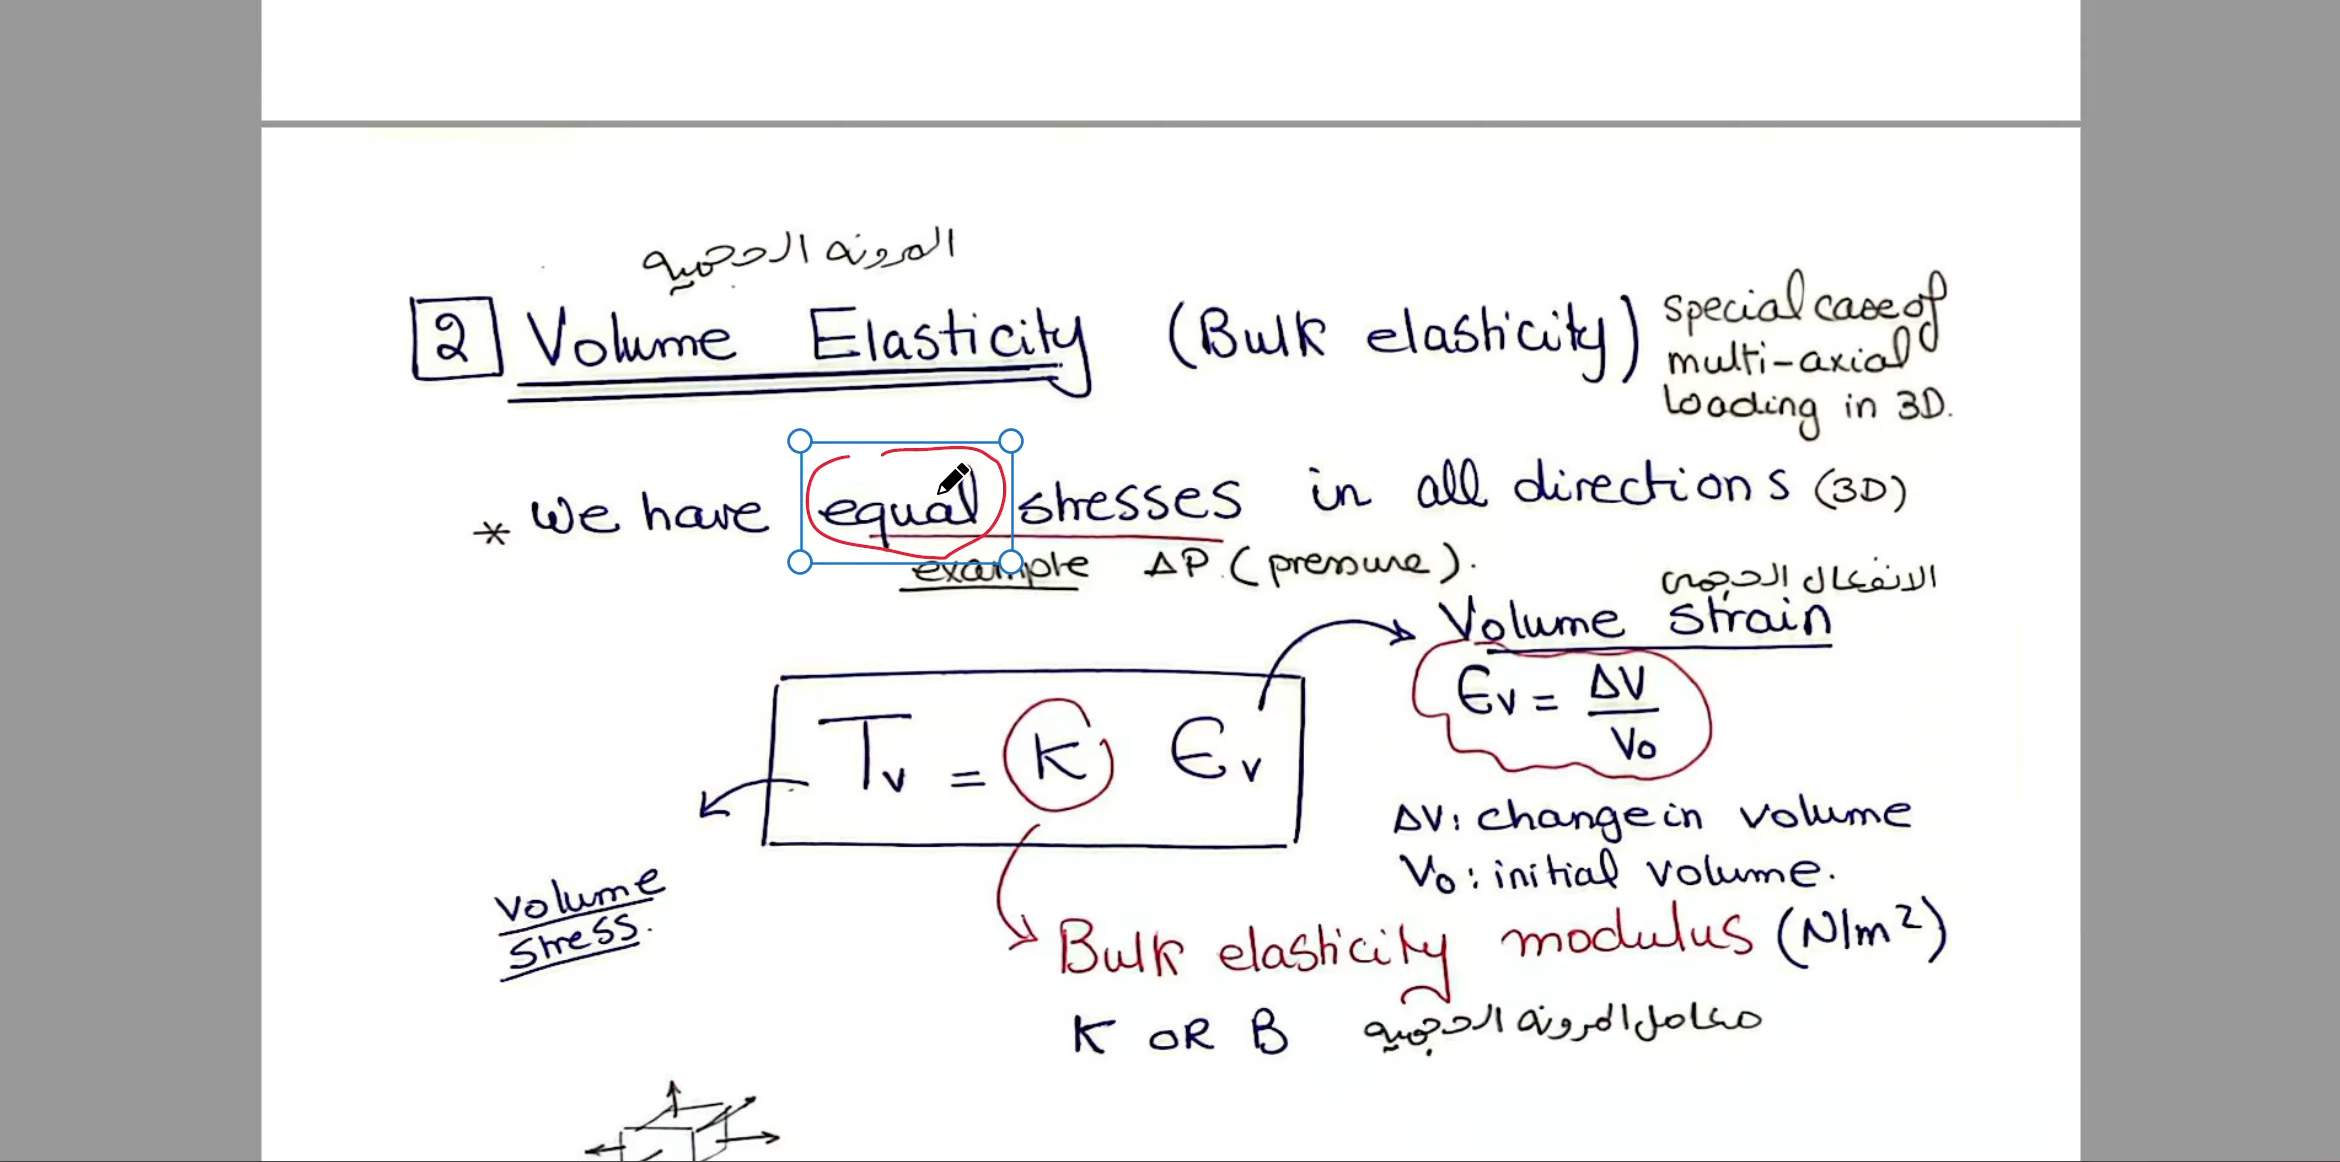 المرونه الحجميه
2 Volume Elasticity (Bulk elasticity)
special case of
multi-axial
loading in 3D.
* We have equal stresses in all directions (3D)
example ΔP (pressure).
الانفعال الحجمى
Volume strain
ϵv = ΔV / Vo
Tv = K ϵv
ΔV: change in volume
Vo: initial volume.
Volume
stress.
Bulk elasticity modulus (N/m²)
K OR B معامل المرونه الحجميه